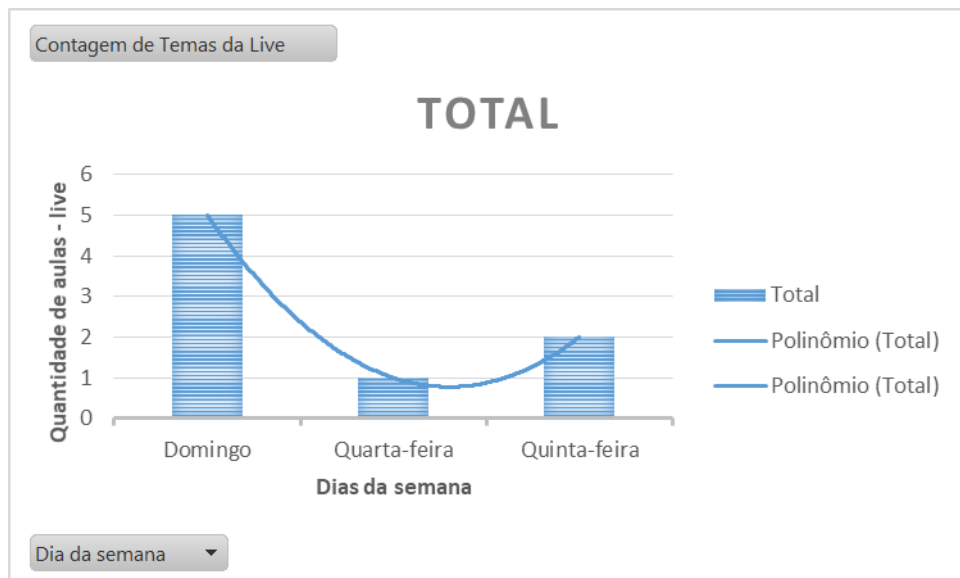 Contagem de Temas da Live
TOTAL
Quantidade de aulas - live
6
5
4
3
2
1
0
Domingo
Quarta-feira
Quinta-feira
Dias da semana
Total
Polinômio (Total)
Polinômio (Total)
Dia da semana